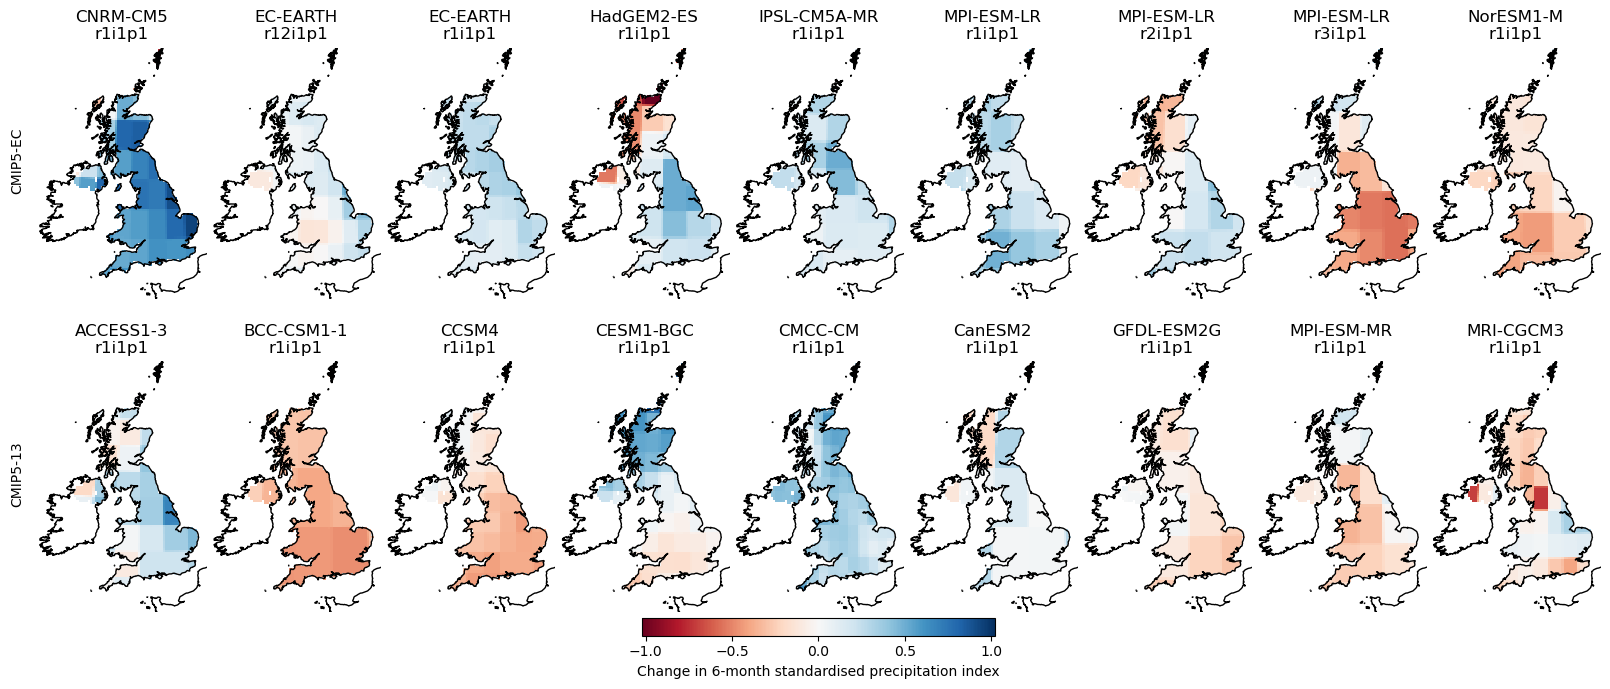 CNRM-CM5 EC-EARTH EC-EARTH HadGEM2-ES IPSL-CM5A-MR MPI-ESM-LR MPI-ESM-LR MPI-ESM-LR NorESM1-M
r1i1p1 r12i1p1 r1i1p1 r1i1p1 r1i1p1 r1i1p1 r2i1p1 r3i1p1 r1i1p1
CMIP5-EC
ACCESS1-3 BCC-CSM1-1 CCSM4 CESM1-BGC CMCC-CM CanESM2 GFDL-ESM2G MPI-ESM-MR MRI-CGCM3
r1i1p1 r1i1p1 r1i1p1 r1i1p1 r1i1p1 r1i1p1 r1i1p1 r1i1p1 r1i1p1
CMIP5-13
−1.0 −0.5 0.0 0.5 1.0
Change in 6-month standardised precipitation index